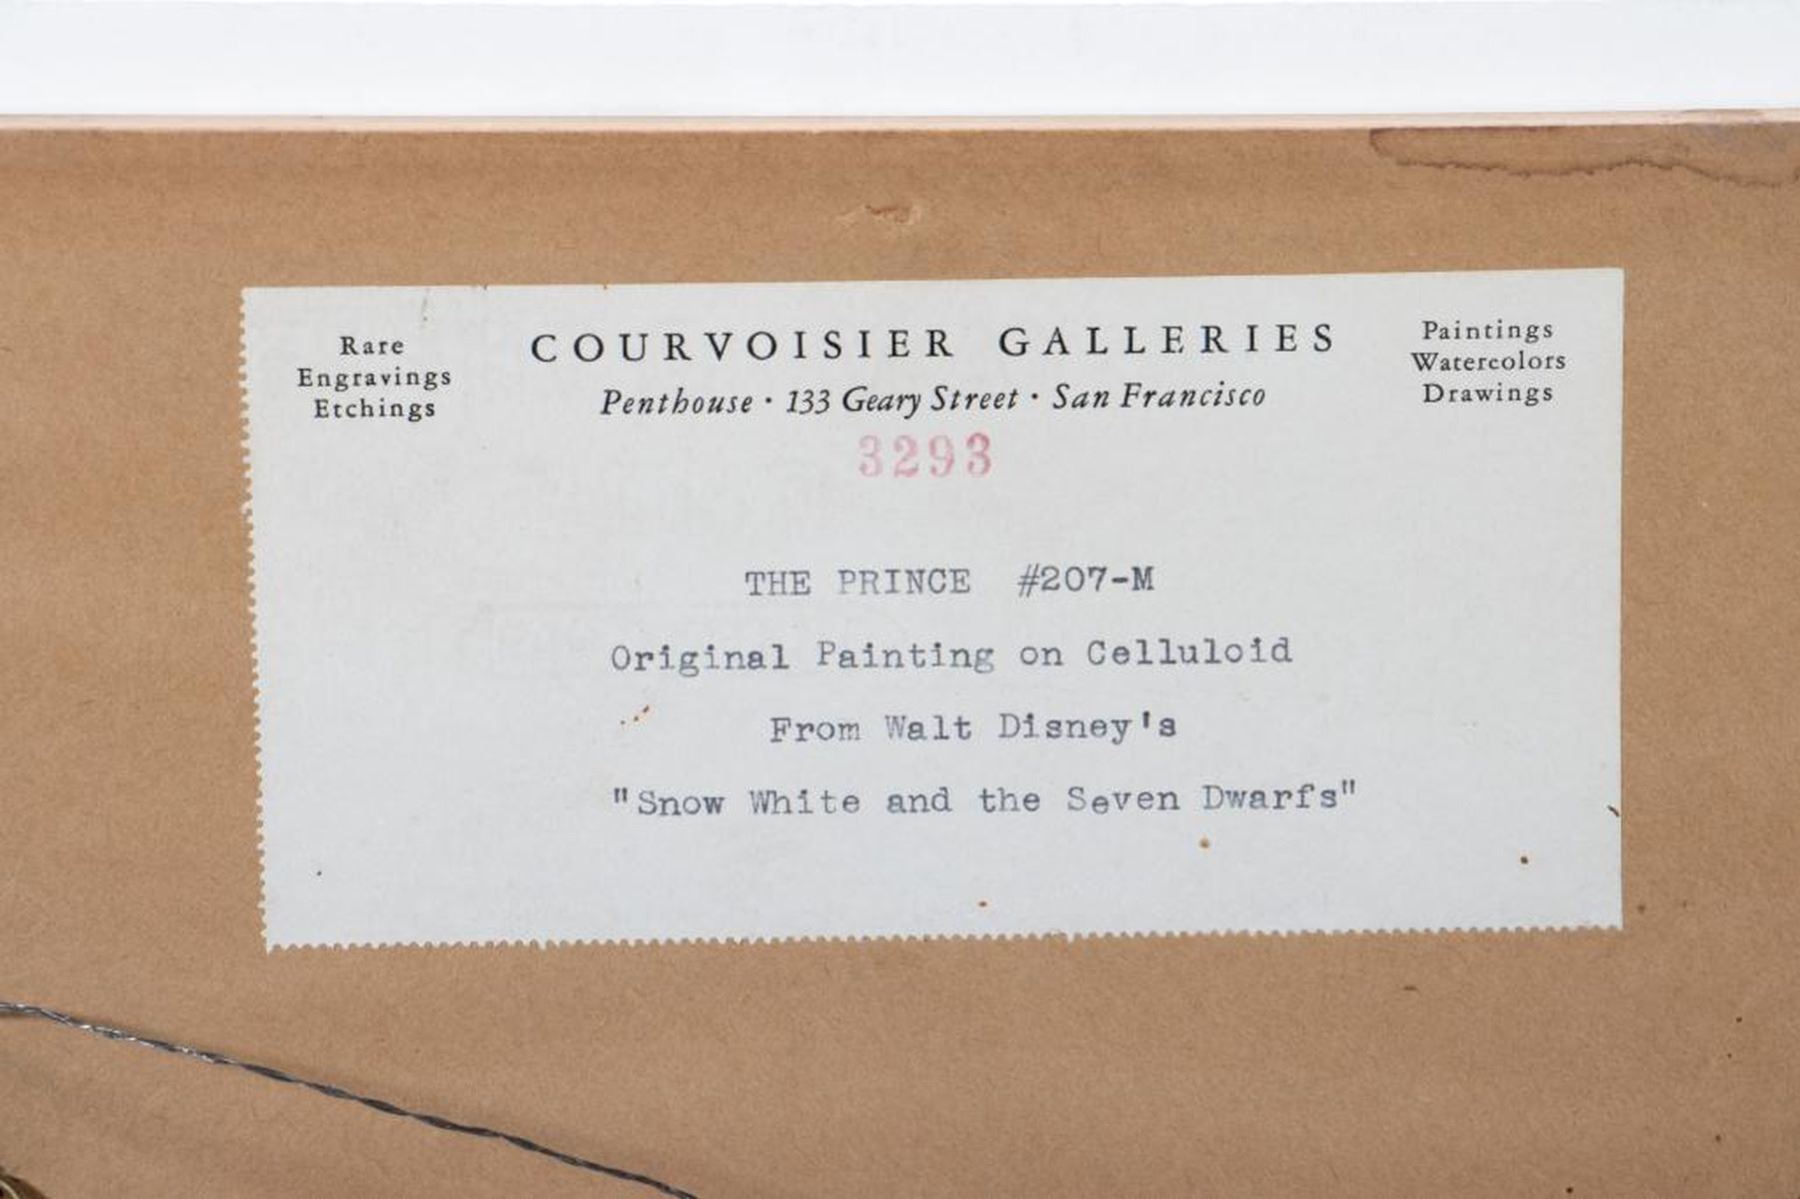 Rare
Engravings
Etchings
COURVOISIER GALLERIES
Penthouse · 133 Geary Street · San Francisco
Paintings
Watercolors
Drawings
3293
THE PRINCE #207-M
Original Painting on Celluloid
From Walt Disney's
"Snow White and the Seven Dwarfs"